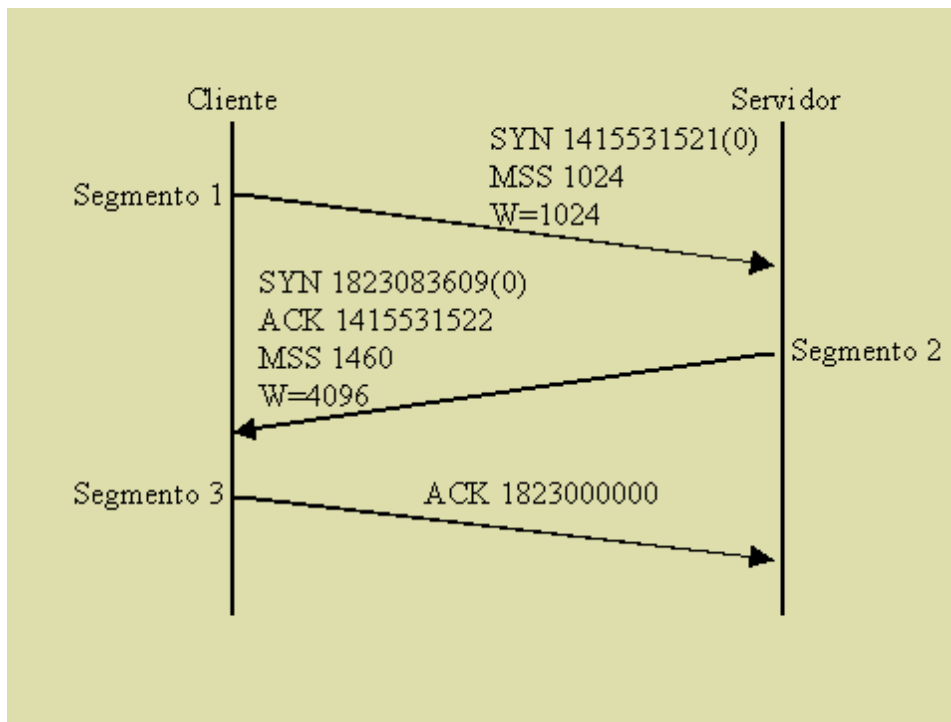 Cliente
Servidor
SYN 1415531521(0)
MSS 1024
W=1024
Segmento 1
SYN 1823083609(0)
ACK 1415531522
MSS 1460
W=4096
Segmento 2
Segmento 3
ACK 1823000000